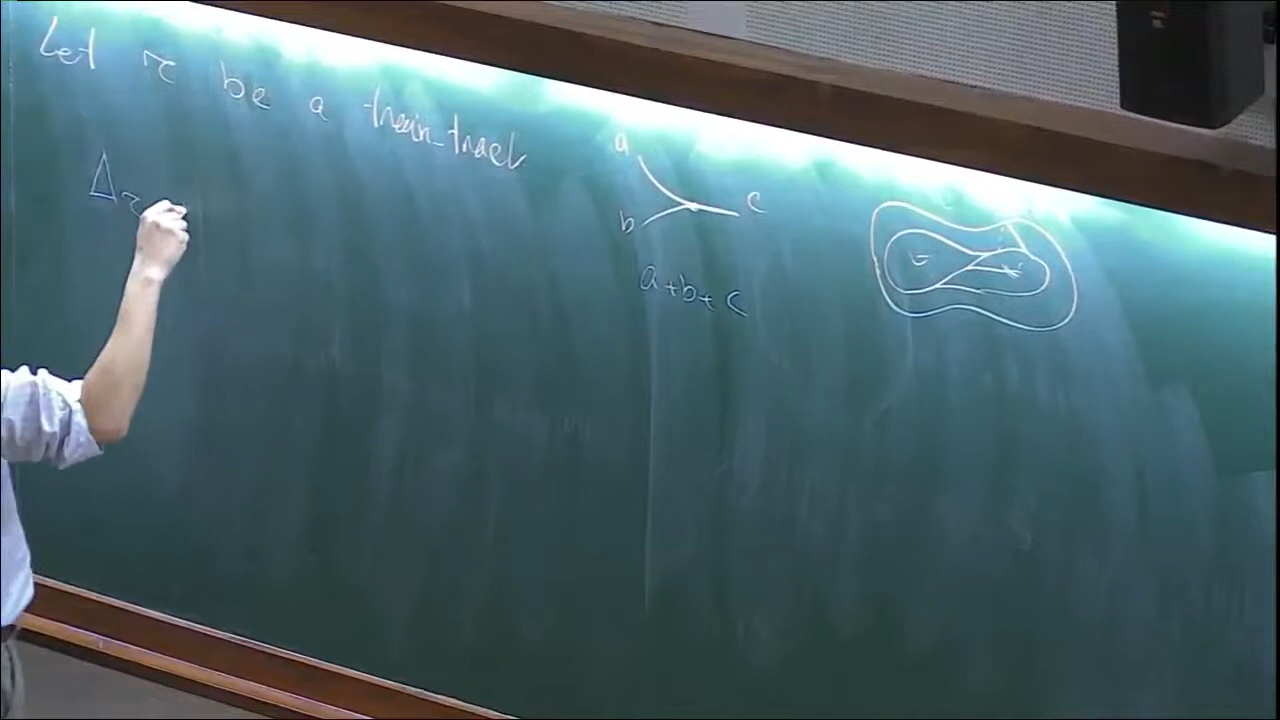 Let τ be a train-track
Δτ
a
b
c
a+b+c